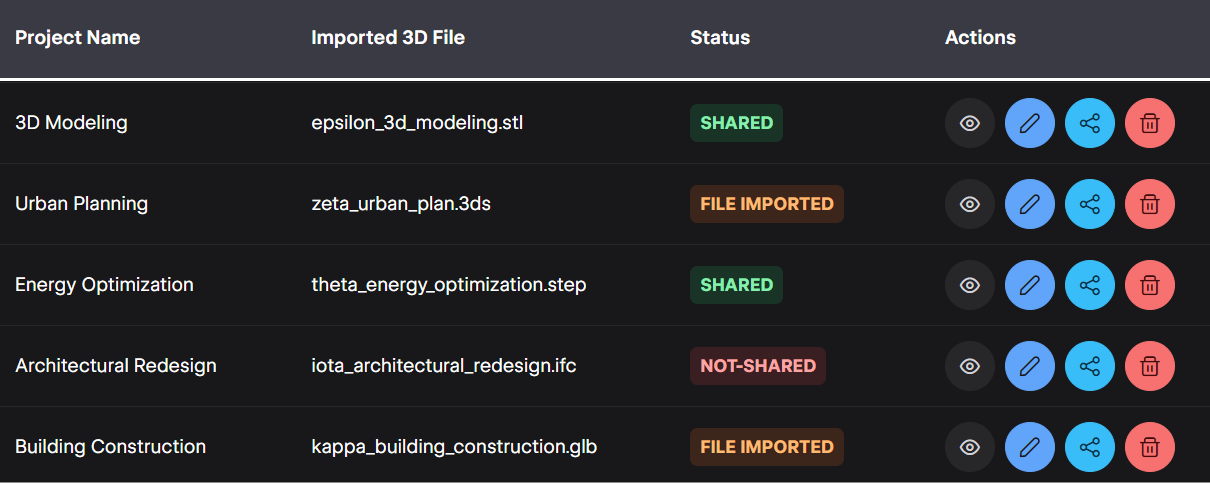 Project Name Imported 3D File Status Actions
3D Modeling epsilon_3d_modeling.stl SHARED
Urban Planning zeta_urban_plan.3ds FILE IMPORTED
Energy Optimization theta_energy_optimization.step SHARED
Architectural Redesign iota_architectural_redesign.ifc NOT-SHARED
Building Construction kappa_building_construction.glb FILE IMPORTED